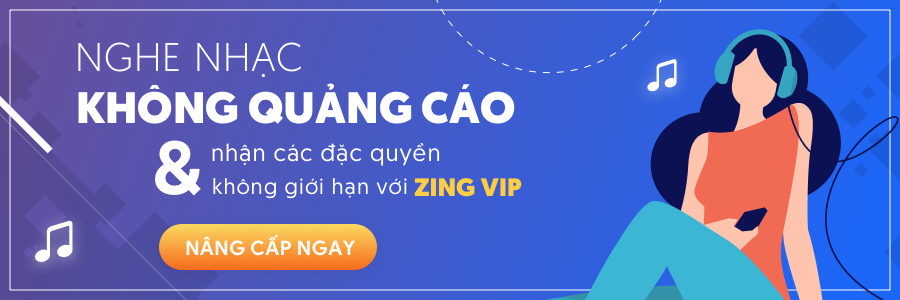 NGHE NHẠC
KHÔNG QUẢNG CÁO
& nhận các đặc quyền
không giới hạn với ZING VIP
NÂNG CẤP NGAY